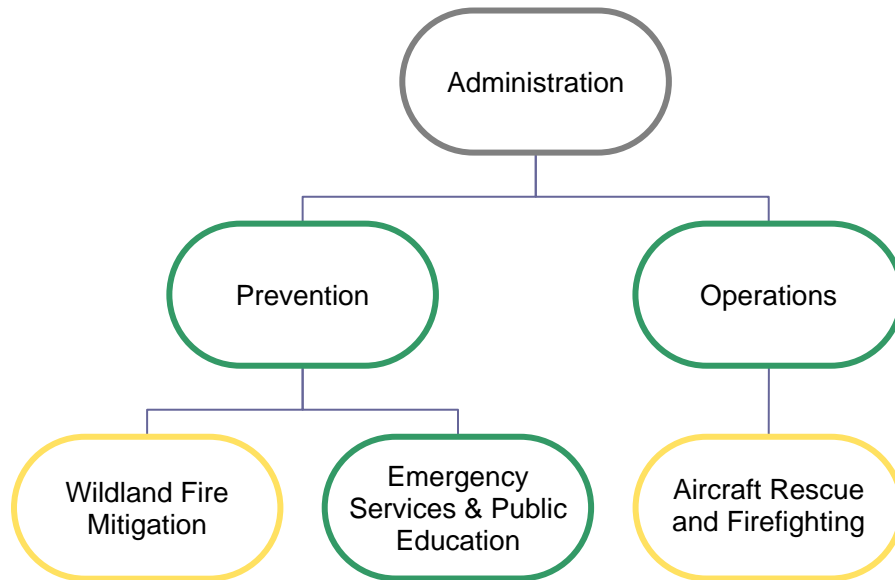 Administration
Prevention
Operations
Wildland Fire
Mitigation
Emergency
Services & Public
Education
Aircraft Rescue
and Firefighting